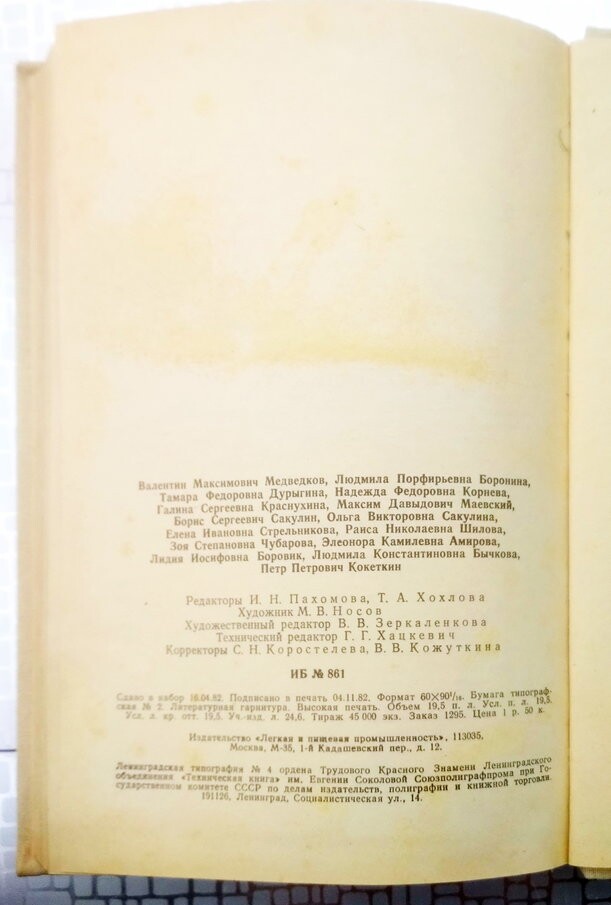 Валентин Максимович Медведков, Людмила Порфирьевна Боронина,
Тамара Федоровна Дурыгина, Надежда Федоровна Корнева,
Галина Сергеевна Краснухина, Максим Давыдович Маевский,
Борис Сергеевич Сакулин, Ольга Викторовна Сакулина,
Елена Ивановна Стрельникова, Раиса Николаевна Шилова,
Зоя Степановна Чубарова, Элеонора Камилевна Амирова,
Лидия Иосифовна Боровик, Людмила Константиновна Бычкова,
Петр Петрович Кокеткин
Редакторы И. Н. Пахомова, Т. А. Хохлова
Художник М. В. Носов
Художественный редактор В. В. Зеркаленкова
Технический редактор Г. Г. Хацкевич
Корректоры С. Н. Коростелева, В. В. Кожуткина
ИБ № 861
Сдано в набор 16.04.82. Подписано в печать 04.11.82. Формат 60×90¹/₁₆. Бумага типограф-
ская № 2. Литературная гарнитура. Высокая печать. Объем 19,5 п. л. Усл. п. л. 19,5.
Усл. л. кр. отт. 19,5. Уч.-изд. л. 24,6. Тираж 45 000 экз. Заказ 1295. Цена 1 р. 50 к.
Издательство «Легкая и пищевая промышленность», 113035,
Москва, М-35, 1-й Кадашевский пер., д. 12.
Ленинградская типография № 4 ордена Трудового Красного Знамени Ленинградского
объединения «Техническая книга» им. Евгении Соколовой Союзполиграфпрома при Го-
сударственном комитете СССР по делам издательств, полиграфии и книжной торговли.
191126, Ленинград, Социалистическая ул., 14.